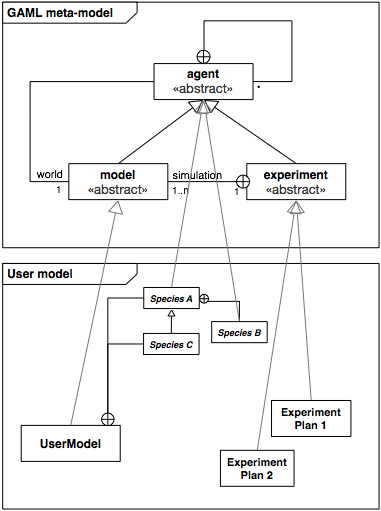 GAML meta-model
agent
«abstract»
*
world
1
model
«abstract»
simulation
1..n
1
experiment
«abstract»
User model
Species A
Species B
Species C
UserModel
Experiment
Plan 1
Experiment
Plan 2